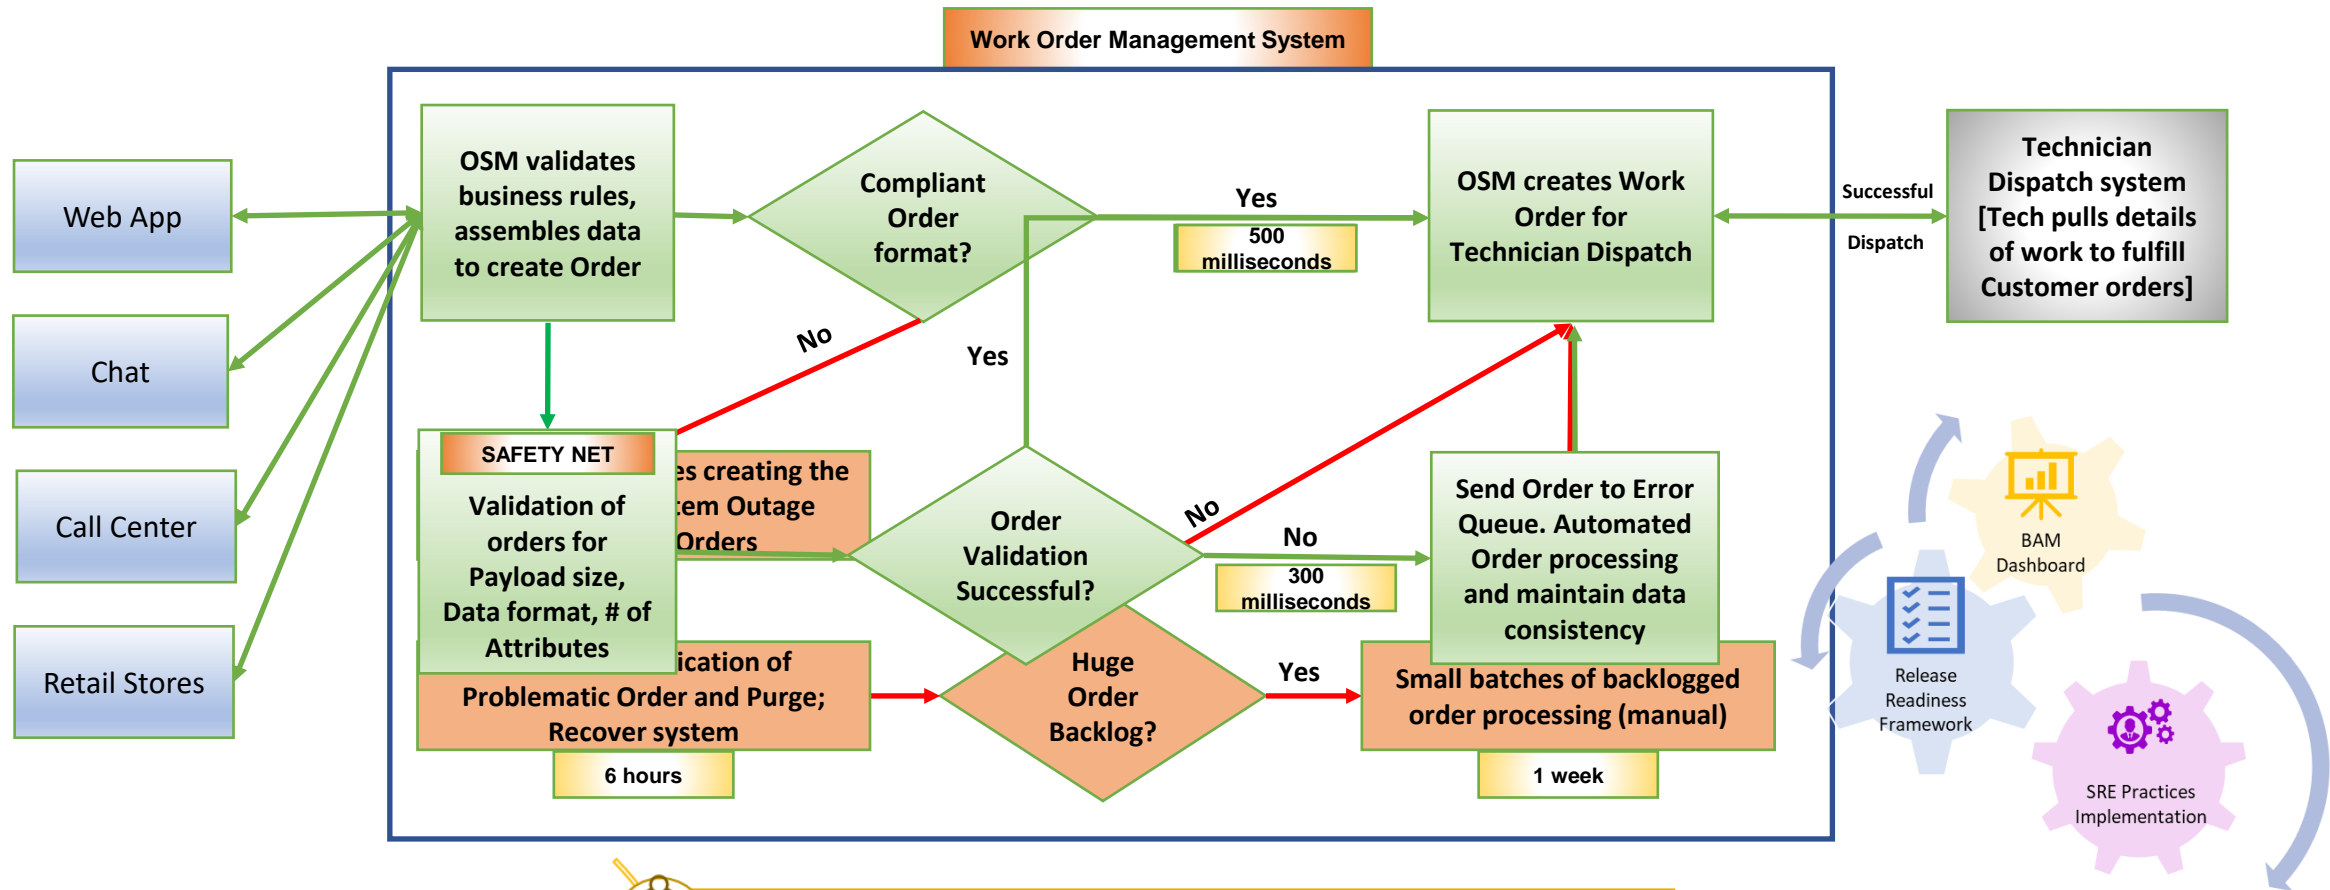 Work Order Management System
Web App
Chat
Call Center
Retail Stores
OSM validates
business rules,
assembles data
to create Order
Compliant
Order
format?
Yes
500
milliseconds
OSM creates Work
Order for
Technician Dispatch
Successful
Dispatch
Technician
Dispatch system
[Tech pulls details
of work to fulfill
Customer orders]
No
Yes
SAFETY NET
Validation of
orders for
Payload size,
Data format, # of
Attributes
es creating the
tem Outage
Orders
Order
Validation
Successful?
No
No
300
milliseconds
Send Order to Error
Queue. Automated
Order processing
and maintain data
consistency
ication of
Problematic Order and Purge;
Recover system
6 hours
Huge
Order
Backlog?
Yes
Small batches of backlogged
order processing (manual)
1 week
BAM
Dashboard
Release
Readiness
Framework
SRE Practices
Implementation